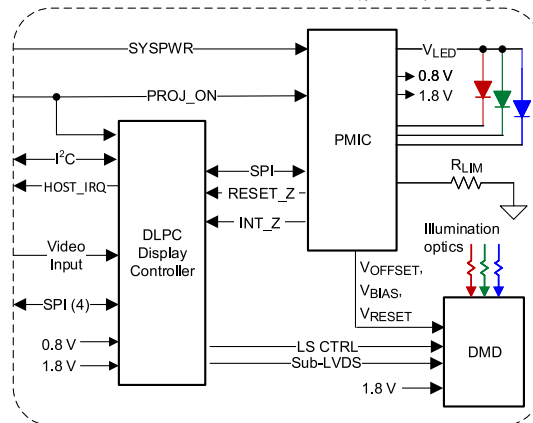 SYSPWR
PROJ_ON
I²C
HOST_IRQ
Video
Input
SPI (4)
0.8 V
1.8 V
DLPC
Display
Controller
SPI
RESET_Z
INT_Z
PMIC
VLED
0.8 V
1.8 V
RLIM
Illumination
optics
VOFFSET,
VBIAS,
VRESET
LS CTRL
Sub-LVDS
1.8 V
DMD